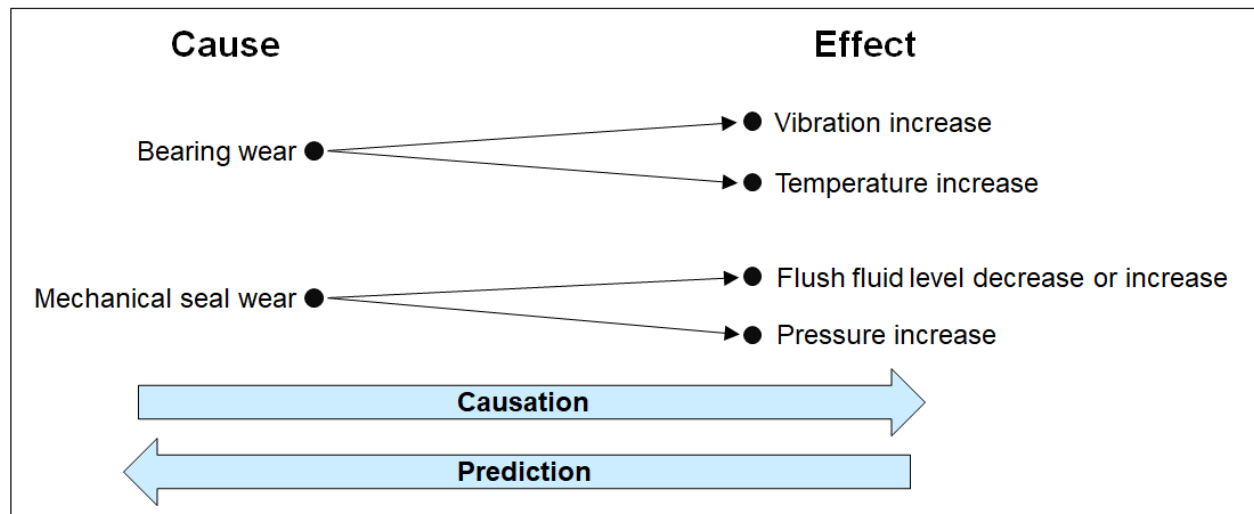 Cause
Effect
Vibration increase
Bearing wear
Temperature increase
Flush fluid level decrease or increase
Mechanical seal wear
Pressure increase
Causation
Prediction